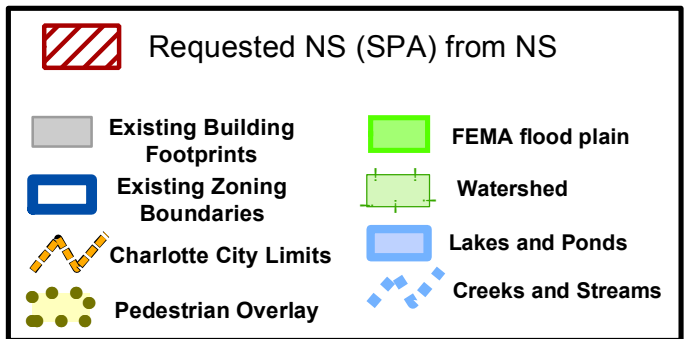 Requested NS (SPA) from NS
Existing Building
Footprints
Existing Zoning
Boundaries
Charlotte City Limits
Pedestrian Overlay
FEMA flood plain
Watershed
Lakes and Ponds
Creeks and Streams